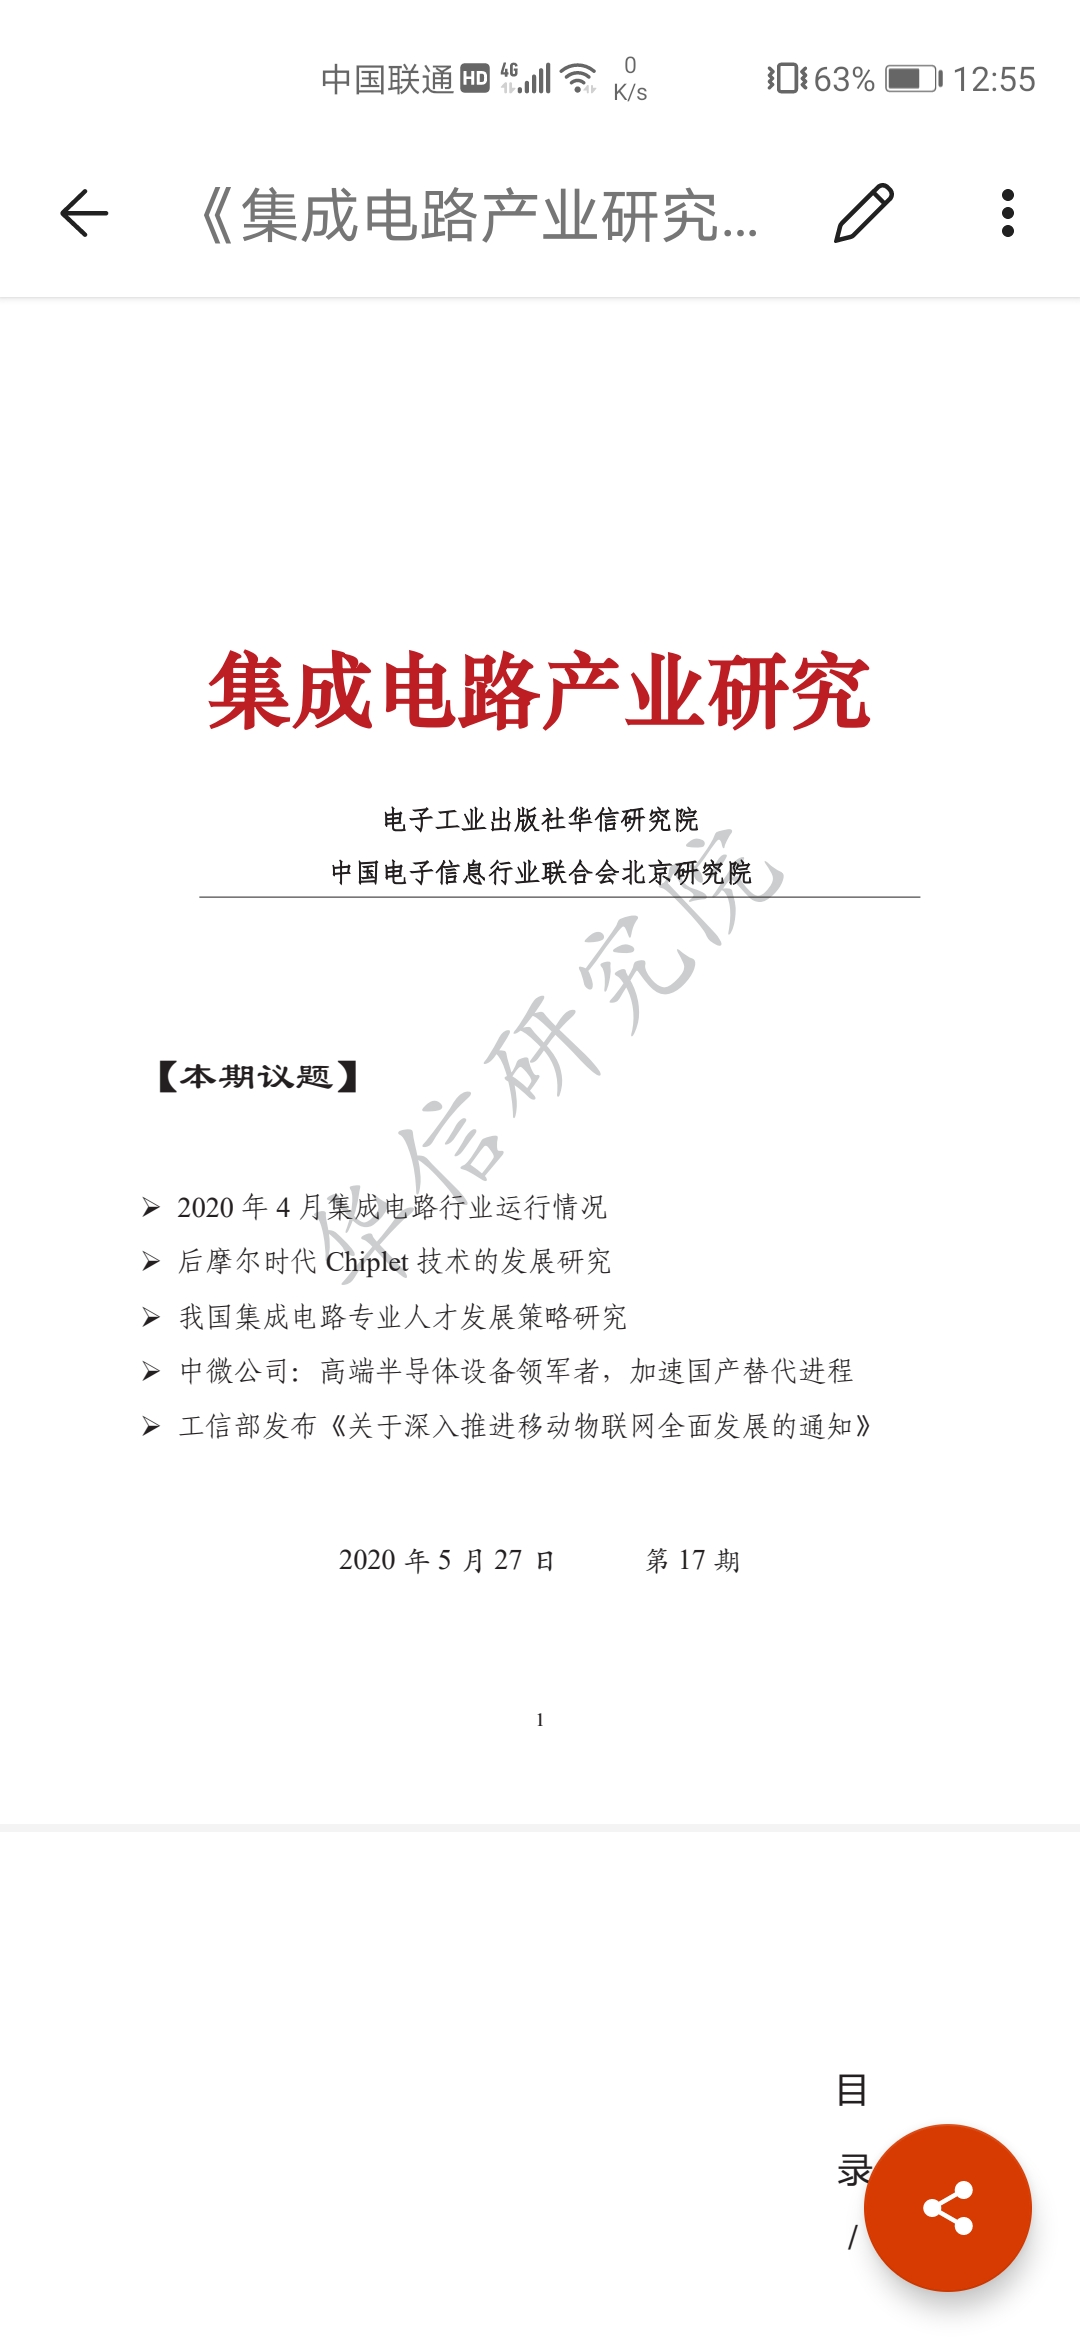 中国联通 HD 4G 0 K/s 63% 12:55
《集成电路产业研究...
集成电路产业研究
电子工业出版社华信研究院
中国电子信息行业联合会北京研究院
华信研究院
【本期议题】
➢ 2020 年 4 月集成电路行业运行情况
➢ 后摩尔时代 Chiplet 技术的发展研究
➢ 我国集成电路专业人才发展策略研究
➢ 中微公司：高端半导体设备领军者，加速国产替代进程
➢ 工信部发布《关于深入推进移动物联网全面发展的通知》
2020 年 5 月 27 日 第 17 期
1
目
录
/